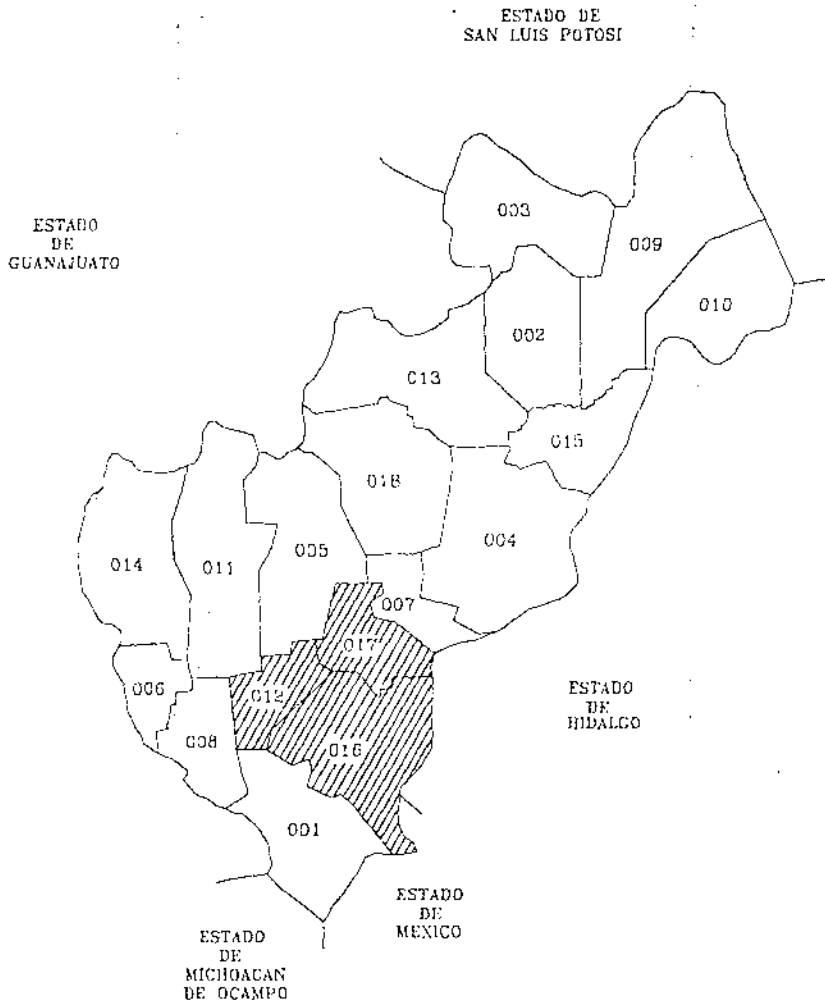 ESTADO DE
SAN LUIS POTOSI
ESTADO
DE
GUANAJUATO
003
009
010
002
013
015
018
004
005
014
011
007
017
006
012
008
016
001
ESTADO
DE
HIDALGO
ESTADO
DE
MEXICO
ESTADO
DE
MICHOACAN
DE OCAMPO